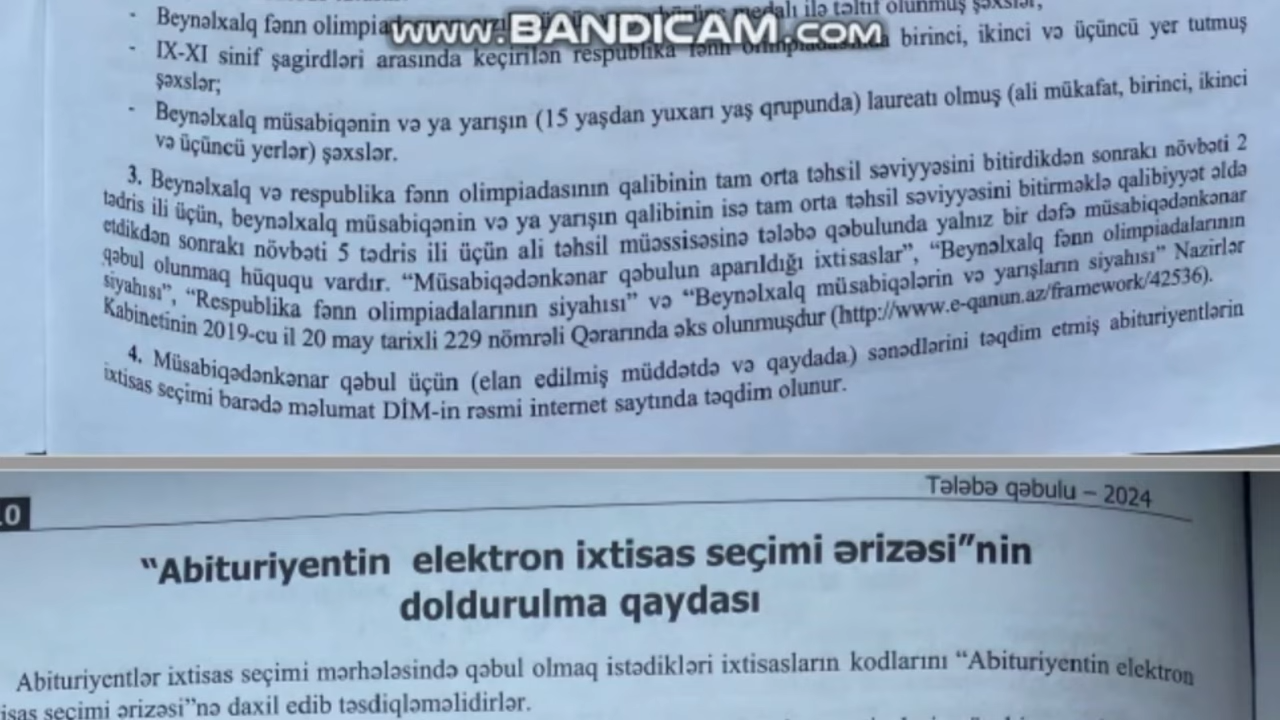 - Beynəlxalq fənn olimpia medalı ilə təltif olunmuş şəxslər;
www.BANDICAM.com
- IX-XI sinif şagirdləri arasında keçirilən respublika fənn olimpiadasında birinci, ikinci və üçüncü yer tutmuş
şəxslər;
- Beynəlxalq müsabiqənin və ya yarışın (15 yaşdan yuxarı yaş qrupunda) laureatı olmuş (ali mükafat, birinci, ikinci
və üçüncü yerlər) şəxslər.
3. Beynəlxalq və respublika fənn olimpiadasının qalibinin tam orta təhsil səviyyəsini bitirdikdən sonrakı növbəti 2
tədris ili üçün, beynəlxalq müsabiqənin və ya yarışın qalibinin isə tam orta təhsil səviyyəsini bitirməklə qalibiyyət əldə
etdikdən sonrakı növbəti 5 tədris ili üçün ali təhsil müəssisəsinə tələbə qəbulunda yalnız bir dəfə müsabiqədənkənar
qəbul olunmaq hüququ vardır. “Müsabiqədənkənar qəbulun aparıldığı ixtisaslar”, “Beynəlxalq fənn olimpiadalarının
siyahısı”, “Respublika fənn olimpiadalarının siyahısı” və “Beynəlxalq müsabiqələrin və yarışların siyahısı” Nazirlər
Kabinetinin 2019-cu il 20 may tarixli 229 nömrəli Qərarında əks olunmuşdur (http://www.e-qanun.az/framework/42536).
4. Müsabiqədənkənar qəbul üçün (elan edilmiş müddətdə və qaydada) sənədlərini təqdim etmiş abituriyentlərin
ixtisas seçimi barədə məlumat DİM-in rəsmi internet saytında təqdim olunur.
Tələbə qəbulu – 2024
.0
“Abituriyentin elektron ixtisas seçimi ərizəsi”nin
doldurulma qaydası
Abituriyentlər ixtisas seçimi mərhələsində qəbul olmaq istədikləri ixtisasların kodlarını “Abituriyentin elektron
isas seçimi ərizəsi”nə daxil edib təsdiqləməlidirlər.